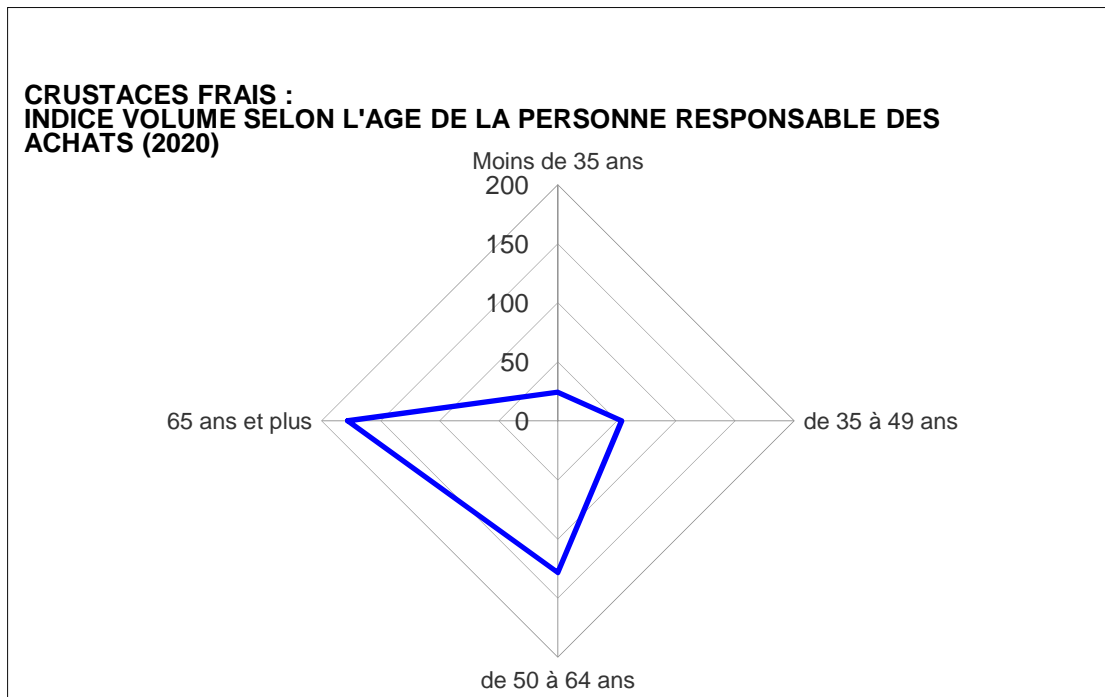 CRUSTACES FRAIS :
INDICE VOLUME SELON L'AGE DE LA PERSONNE RESPONSABLE DES
ACHATS (2020)
Moins de 35 ans
200
150
100
50
0
65 ans et plus
de 35 à 49 ans
de 50 à 64 ans